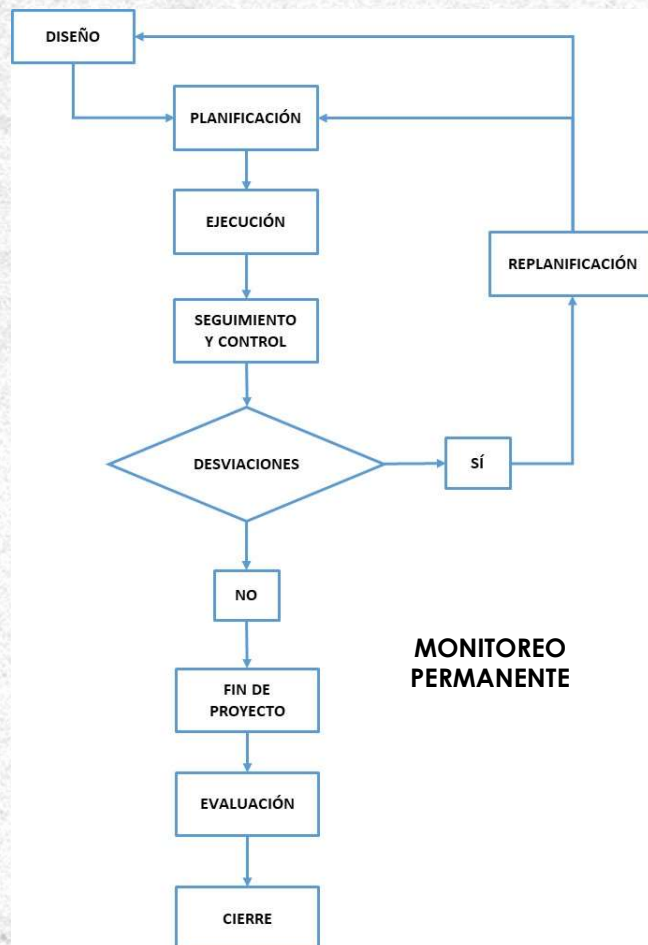 DISEÑO
PLANIFICACIÓN
EJECUCIÓN
REPLANIFICACIÓN
SEGUIMIENTO
Y CONTROL
DESVIACIONES
SÍ
NO
MONITOREO
PERMANENTE
FIN DE
PROYECTO
EVALUACIÓN
CIERRE